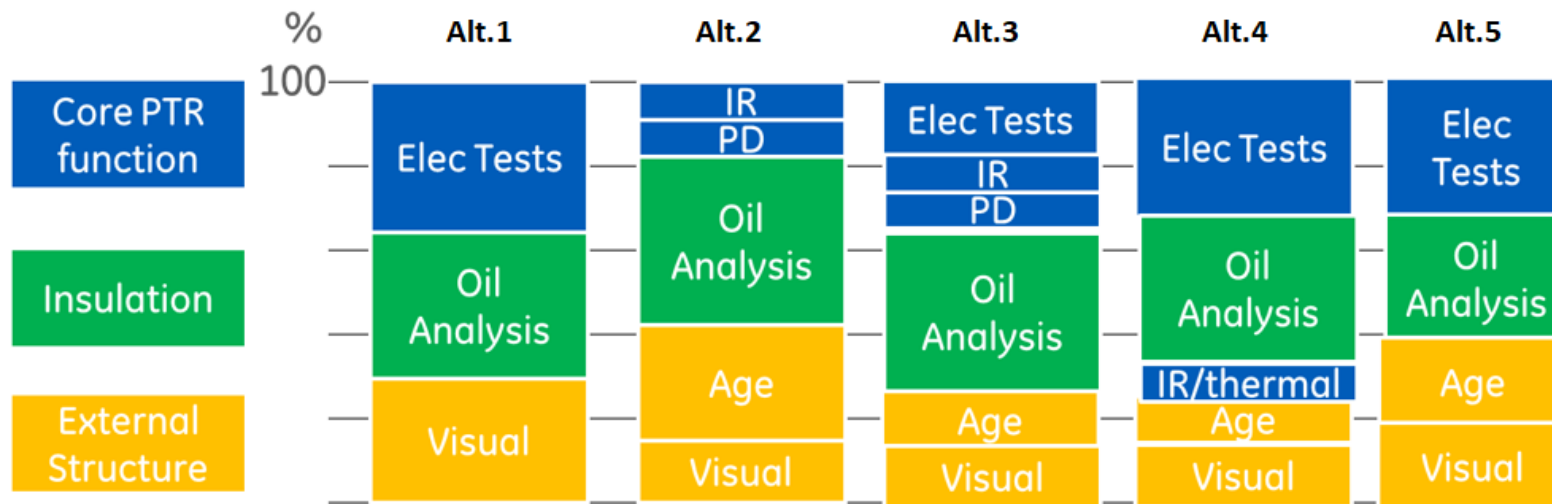 % Alt.1 Alt.2 Alt.3 Alt.4 Alt.5
100
Core PTR
function
Insulation
External
Structure
Elec Tests
Oil
Analysis
Visual
IR
PD
Oil
Analysis
Age
Visual
Elec Tests
IR
PD
Oil
Analysis
Age
Visual
Elec Tests
Oil
Analysis
IR/thermal
Age
Visual
Elec
Tests
Oil
Analysis
Age
Visual